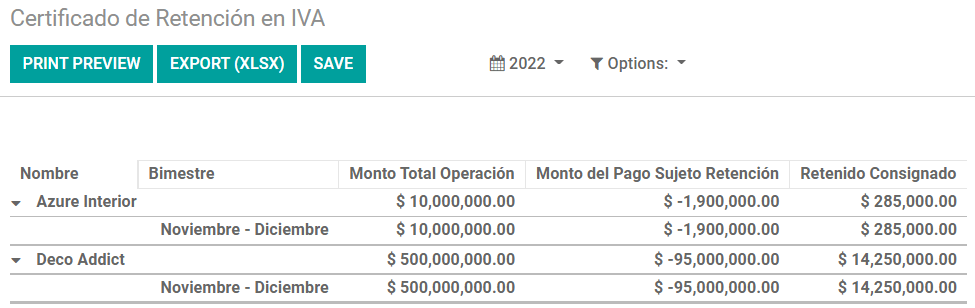 Certificado de Retención en IVA
PRINT PREVIEW EXPORT (XLSX) SAVE 2022 Options:
Nombre Bimestre Monto Total Operación Monto del Pago Sujeto Retención Retenido Consignado
Azure Interior $ 10,000,000.00 $ -1,900,000.00 $ 285,000.00
Noviembre - Diciembre $ 10,000,000.00 $ -1,900,000.00 $ 285,000.00
Deco Addict $ 500,000,000.00 $ -95,000,000.00 $ 14,250,000.00
Noviembre - Diciembre $ 500,000,000.00 $ -95,000,000.00 $ 14,250,000.00